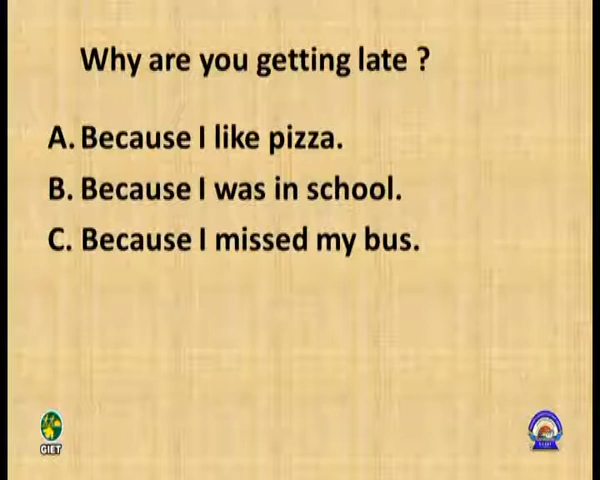 Why are you getting late ?
A. Because I like pizza.
B. Because I was in school.
C. Because I missed my bus.
GIET